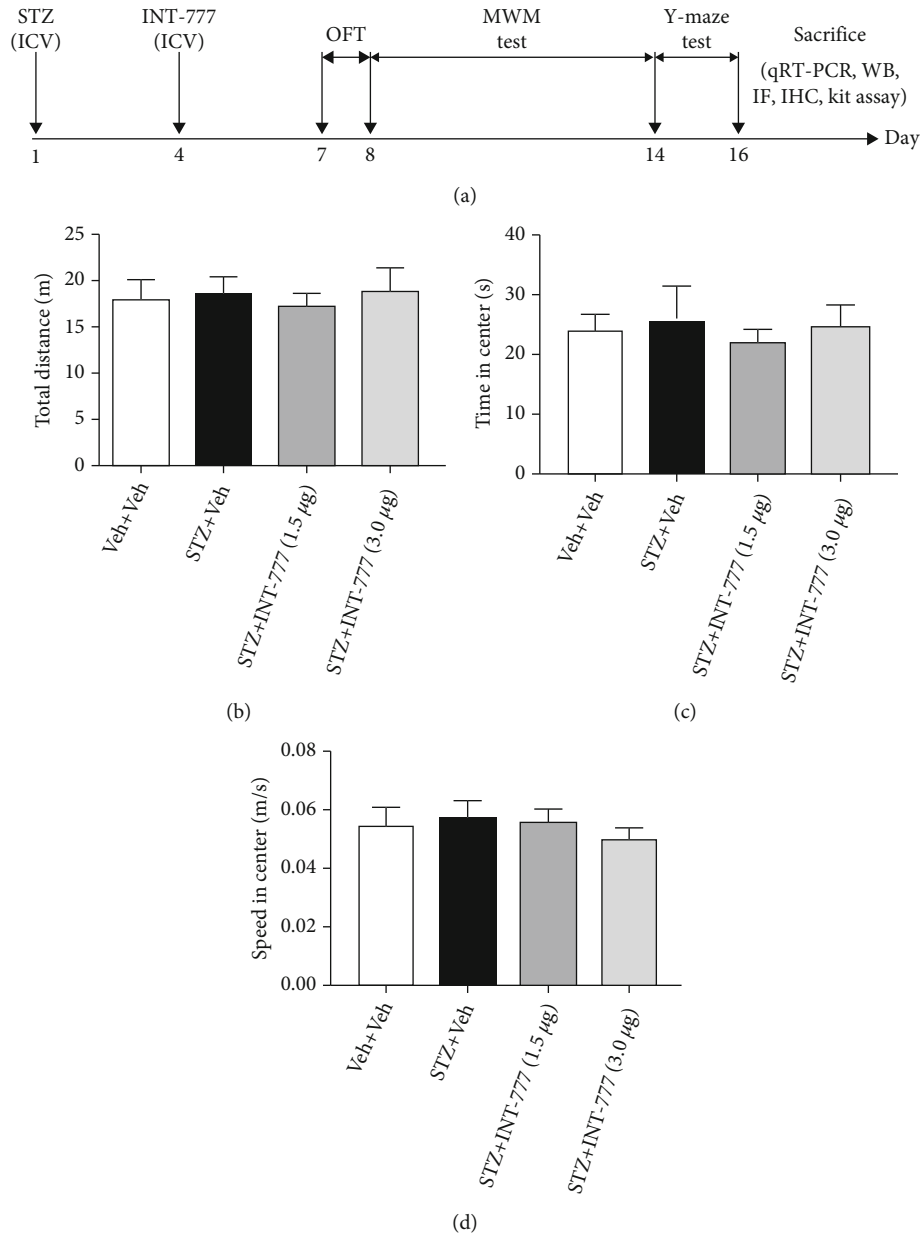 STZ
(ICV)
INT-777
(ICV)
OFT
MWM
test
Y-maze
test
Sacrifice
(qRT-PCR, WB,
IF, IHC, kit assay)
1
4
7
8
14
16
Day
(a)
Total distance (m)
25
20
15
10
5
0
Veh+Veh
STZ+Veh
STZ+INT-777 (1.5 μg)
STZ+INT-777 (3.0 μg)
(b)
Time in center (s)
40
30
20
10
0
Veh+Veh
STZ+Veh
STZ+INT-777 (1.5 μg)
STZ+INT-777 (3.0 μg)
(c)
Speed in center (m/s)
0.08
0.06
0.04
0.02
0.00
Veh+Veh
STZ+Veh
STZ+INT-777 (1.5 μg)
STZ+INT-777 (3.0 μg)
(d)